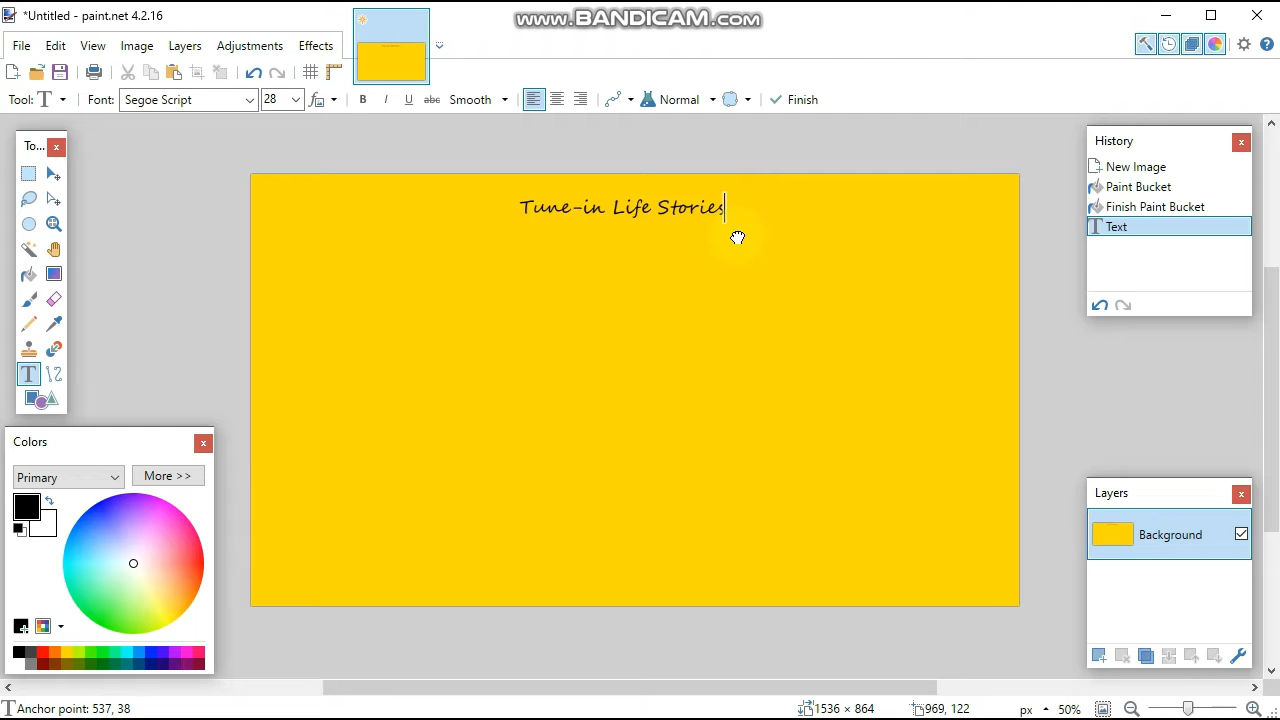 *Untitled - paint.net 4.2.16
www.BANDICAM.com
File Edit View Image Layers Adjustments Effects
Tool: T Font: Segoe Script 28 B I U abc Smooth Normal Finish
To...
History
New Image
Paint Bucket
Finish Paint Bucket
Text
Tune-in Life Stories
Colors
Primary
More >>
Layers
Background
Anchor point: 537, 38
1536 × 864
969, 122
px
50%